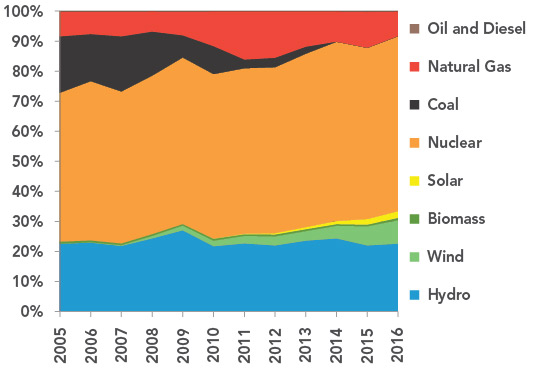 100%
90%
80%
70%
60%
50%
40%
30%
20%
10%
0%
2005
2006
2007
2008
2009
2010
2011
2012
2013
2014
2015
2016
Oil and Diesel
Natural Gas
Coal
Nuclear
Solar
Biomass
Wind
Hydro